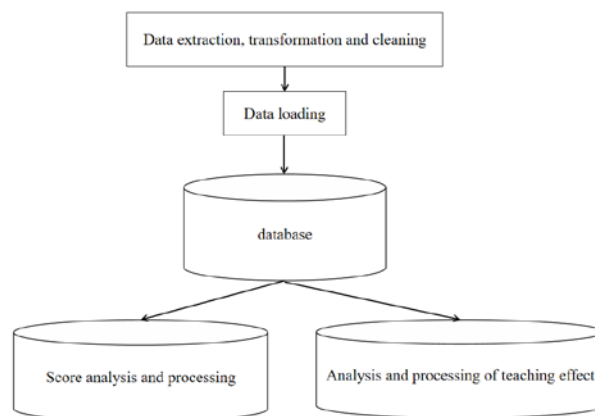 Data extraction, transformation and cleaning
Data loading
database
Score analysis and processing
Analysis and processing of teaching effect